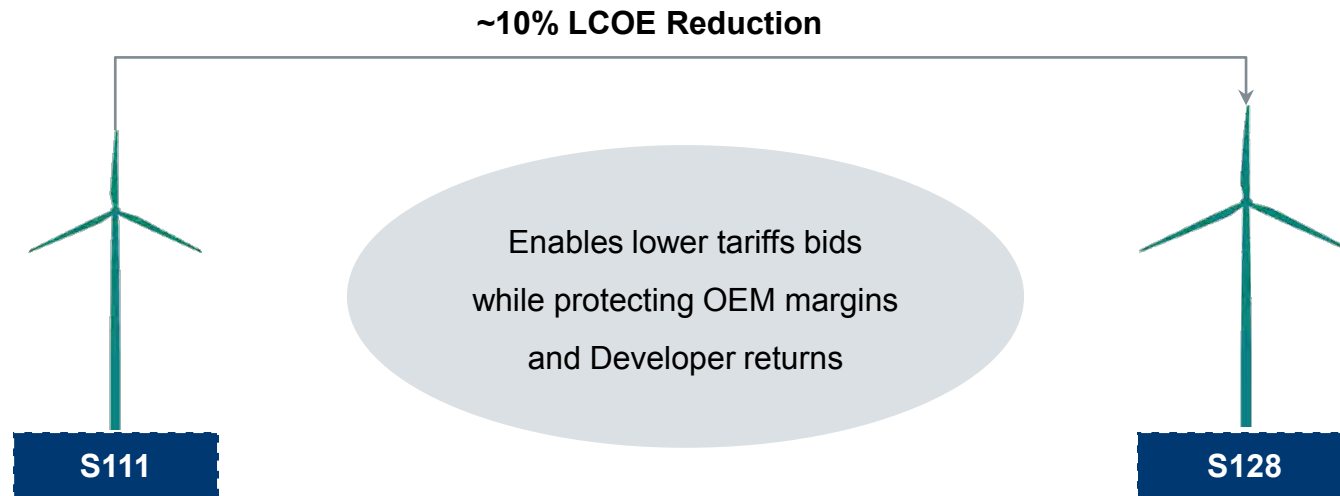 ~10% LCOE Reduction
Enables lower tariffs bids
while protecting OEM margins
and Developer returns
S111
S128